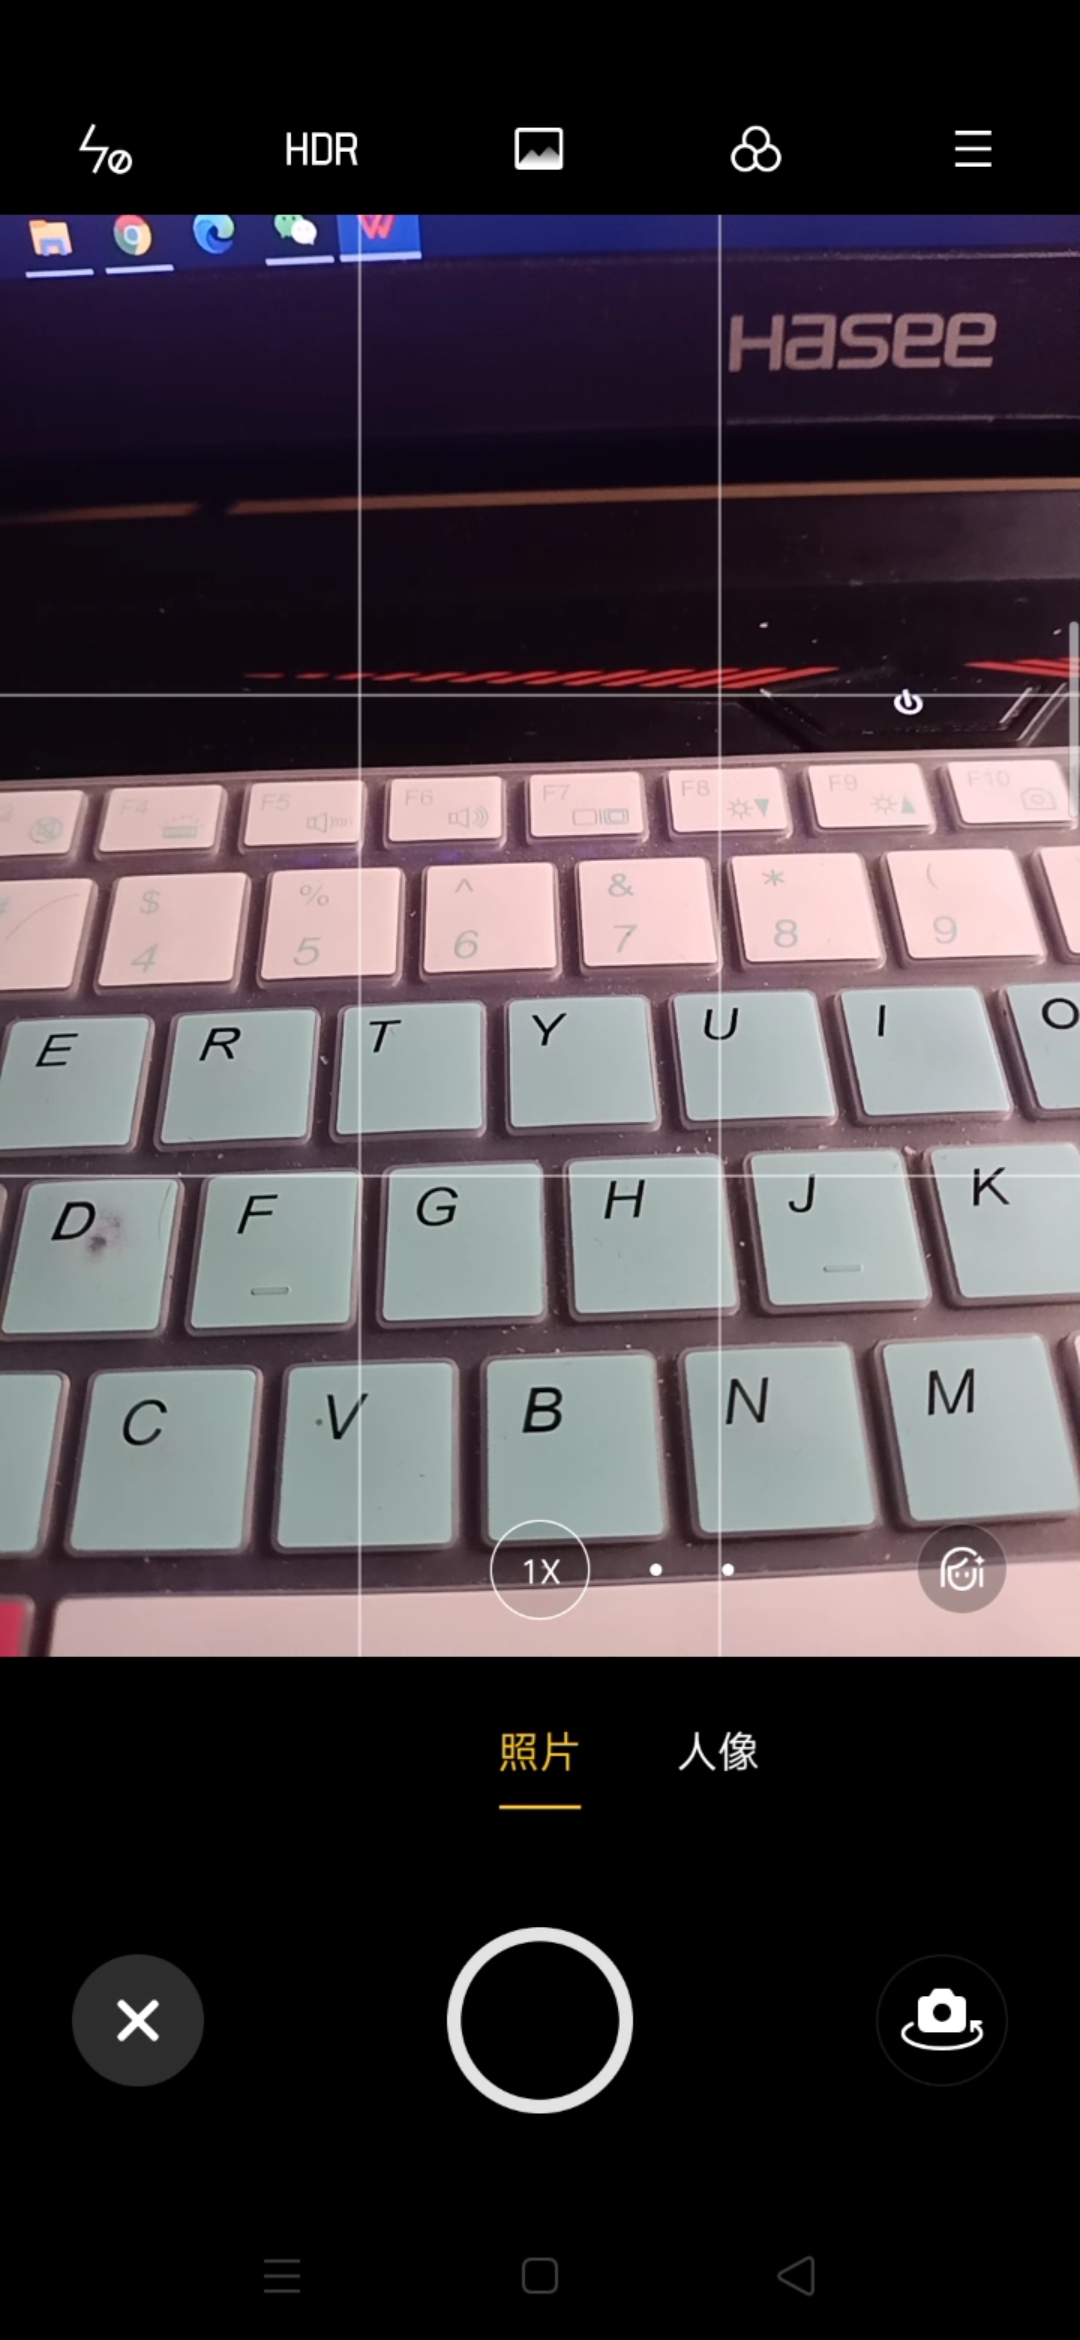 HDR
W
Hasee
F4 F5 F6 F7 F8 F9 F10
$ % ^ & * (
4 5 6 7 8 9
E R T Y U I O
D F G H J K
C V B N M
1X
照片 人像